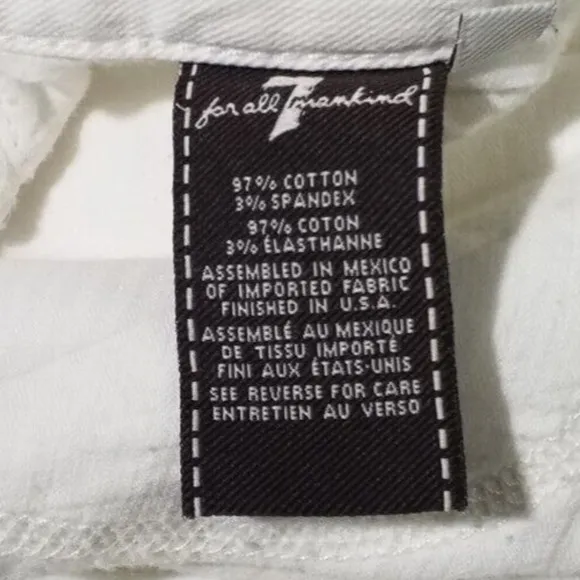 for all 7 mankind
97% COTTON
3% SPANDEX
97% COTON
3% ÉLASTHANNE
ASSEMBLED IN MEXICO
OF IMPORTED FABRIC
FINISHED IN U.S.A.
ASSEMBLÉ AU MEXIQUE
DE TISSU IMPORTÉ
FINI AUX ÉTATS-UNIS
SEE REVERSE FOR CARE
ENTRETIEN AU VERSO